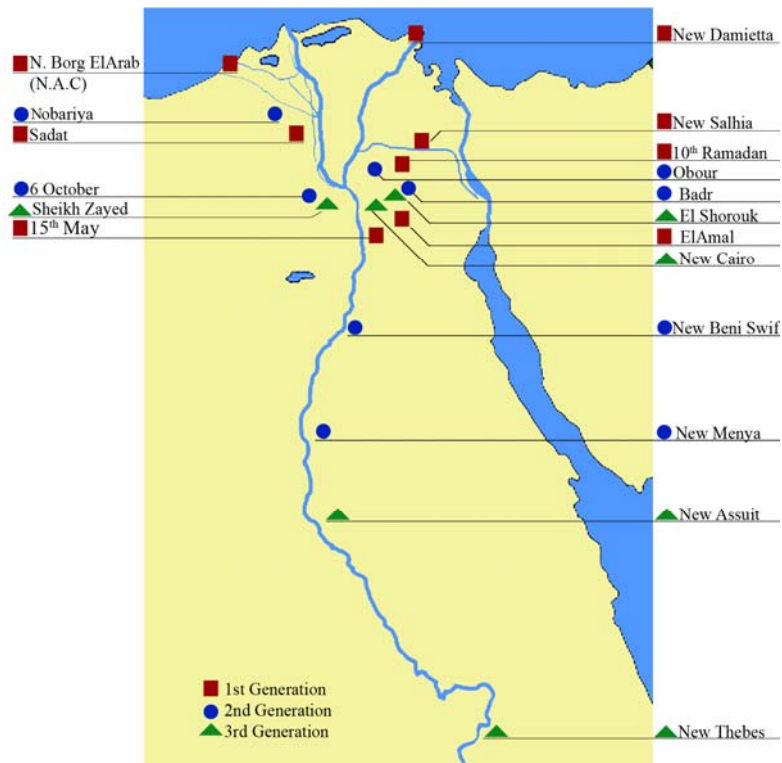 N. Borg ElArab
(N.A.C)
Nobariya
Sadat
6 October
Sheikh Zayed
15th May
New Damietta
New Salhia
10th Ramadan
Obour
Badr
El Shorouk
ElAmal
New Cairo
New Beni Swif
New Menya
New Assuit
New Thebes
1st Generation
2nd Generation
3rd Generation